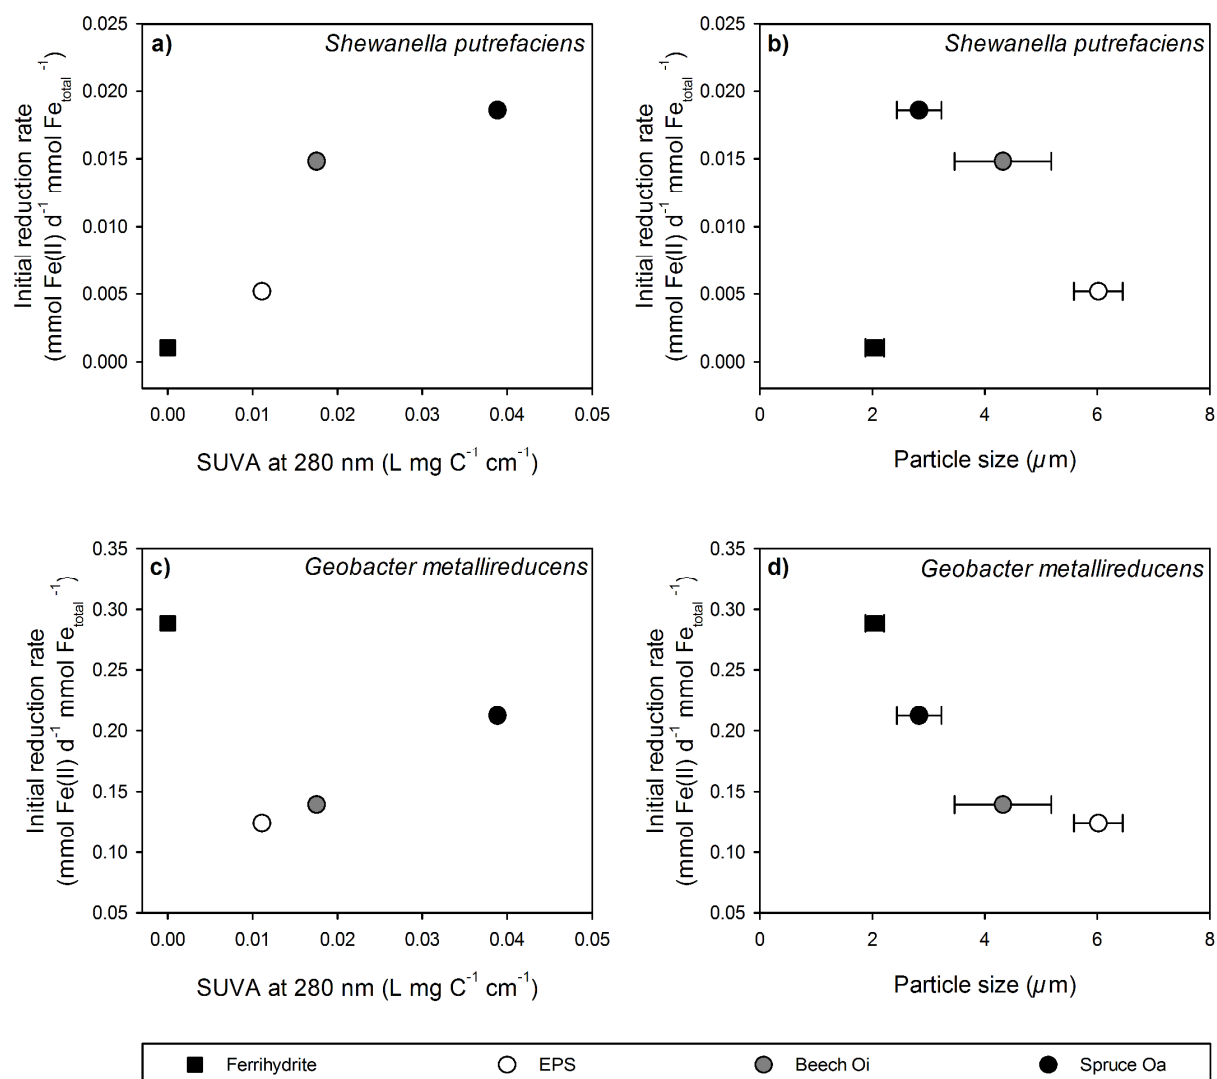 a) Shewanella putrefaciens
Initial reduction rate
(mmol Fe(II) d⁻¹ mmol Fe_total⁻¹)
0.025
0.020
0.015
0.010
0.005
0.000
0.00 0.01 0.02 0.03 0.04 0.05
SUVA at 280 nm (L mg C⁻¹ cm⁻¹)
b) Shewanella putrefaciens
Initial reduction rate
(mmol Fe(II) d⁻¹ mmol Fe_total⁻¹)
0.025
0.020
0.015
0.010
0.005
0.000
0 2 4 6 8
Particle size (µm)
c) Geobacter metallireducens
Initial reduction rate
(mmol Fe(II) d⁻¹ mmol Fe_total⁻¹)
0.35
0.30
0.25
0.20
0.15
0.10
0.05
0.00 0.01 0.02 0.03 0.04 0.05
SUVA at 280 nm (L mg C⁻¹ cm⁻¹)
d) Geobacter metallireducens
Initial reduction rate
(mmol Fe(II) d⁻¹ mmol Fe_total⁻¹)
0.35
0.30
0.25
0.20
0.15
0.10
0.05
0 2 4 6 8
Particle size (µm)
Ferrihydrite EPS Beech Oi Spruce Oa